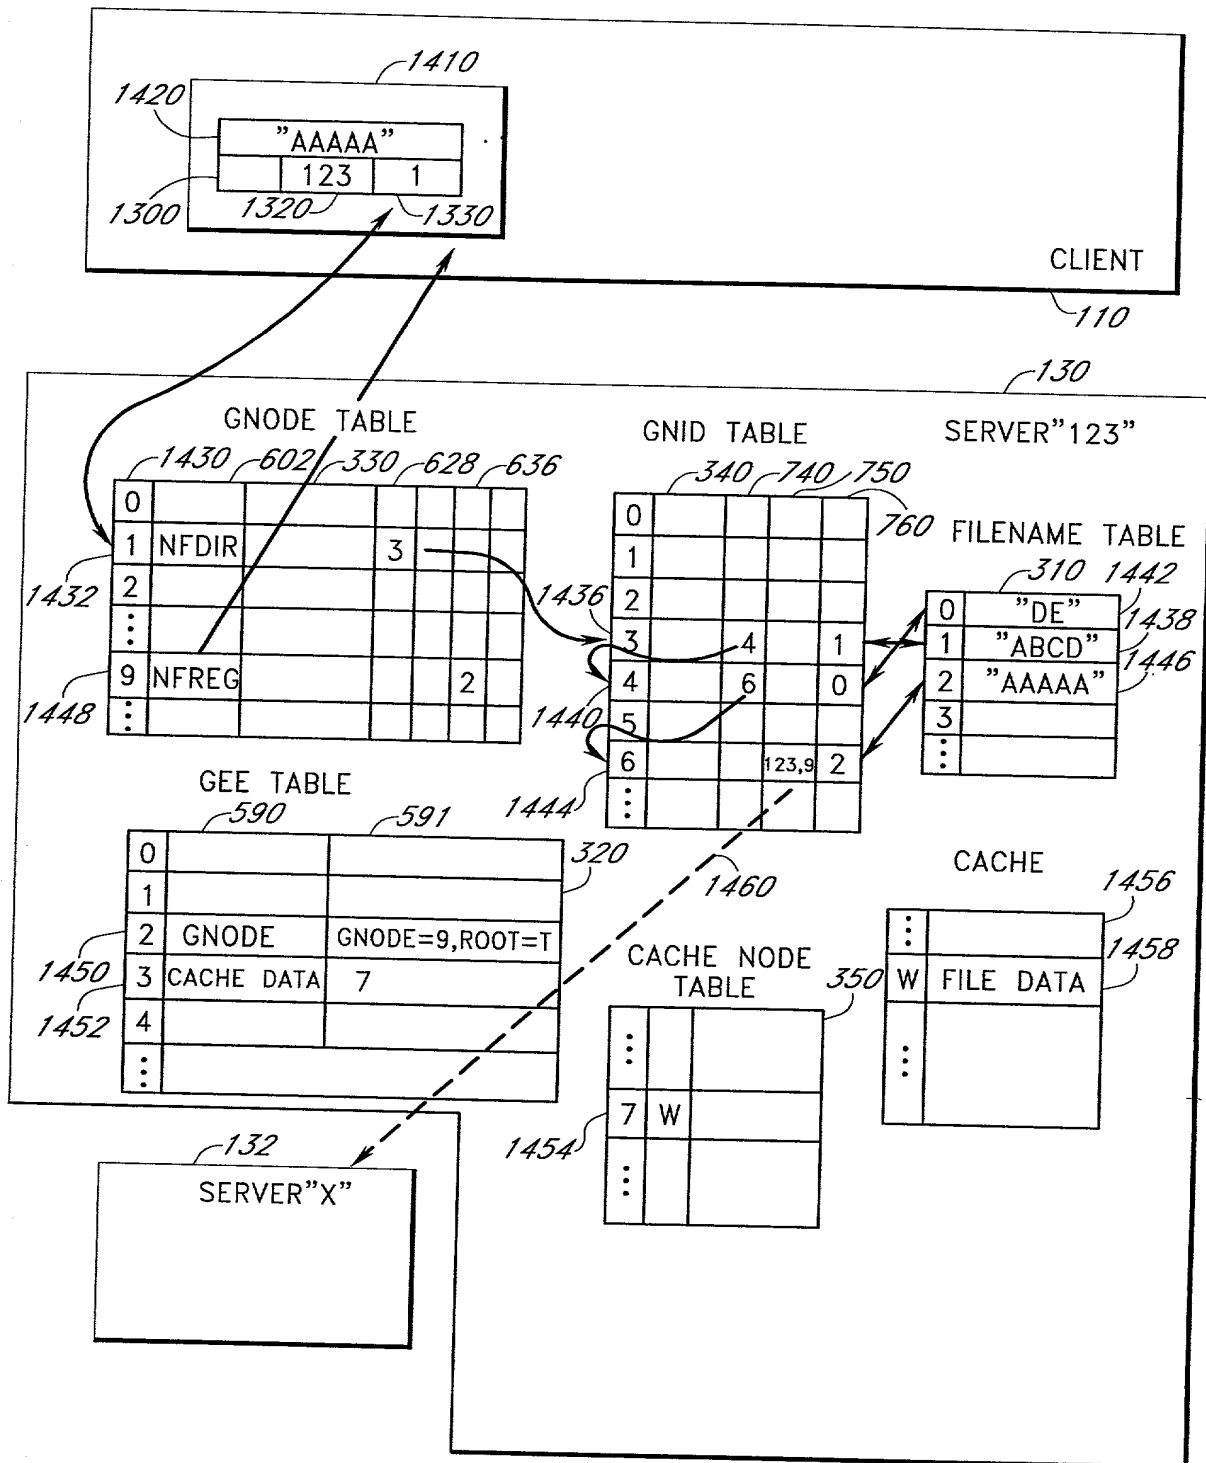 1410
1420
"AAAAA"
123 1
1300 1320 1330
CLIENT
110
130
GNODE TABLE
GNID TABLE
SERVER"123"
1430 602 330 628 636
340 740 750
760
FILENAME TABLE
0
1 NFDIR 3
1432
2
⋮
9 NFREG 2
1448
⋮
0
1
2
1436
3 4 1
4 6 0
1440
5
6 123,9 2
1444
⋮
310
1442
0 "DE"
1438
1 "ABCD"
1446
2 "AAAAA"
3
⋮
GEE TABLE
590 591
320
0
1
2 GNODE GNODE=9,ROOT=T
1450
3 CACHE DATA 7
1452
4
⋮
1460
CACHE NODE
TABLE
350
⋮
7 W
1454
⋮
CACHE
1456
⋮
1458
W FILE DATA
⋮
132
SERVER"X"